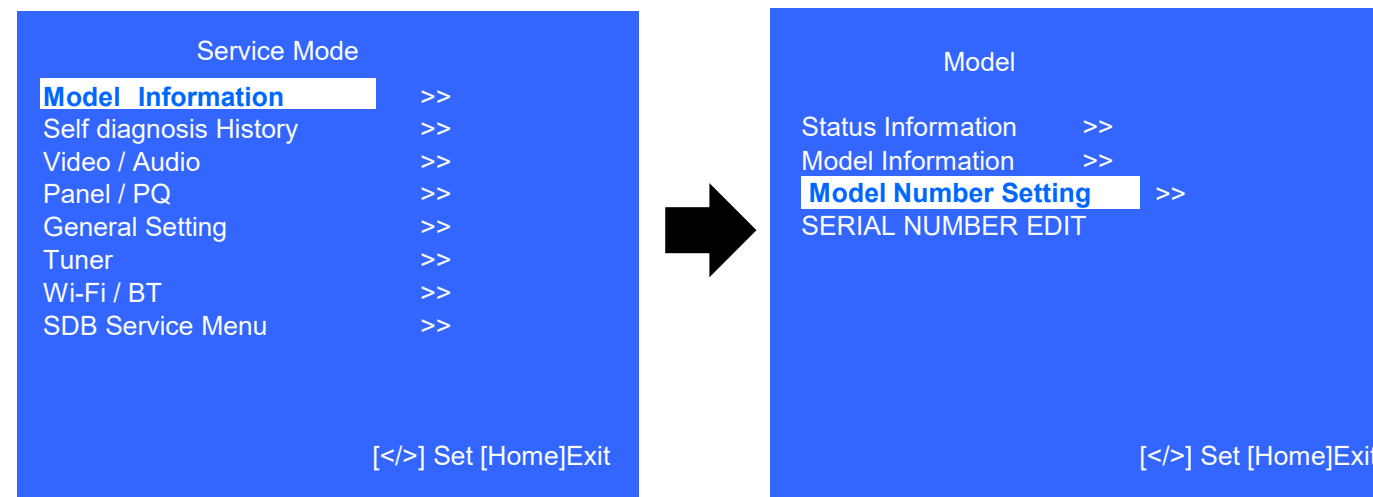 Service Mode
Model Information >>
Self diagnosis History >>
Video / Audio >>
Panel / PQ >>
General Setting >>
Tuner >>
Wi-Fi / BT >>
SDB Service Menu >>
[</>] Set [Home]Exit
Model
Status Information >>
Model Information >>
Model Number Setting >>
SERIAL NUMBER EDIT
[</>] Set [Home]Exit